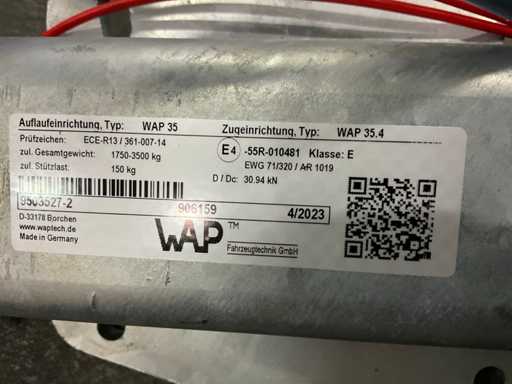 Auflaufeinrichtung, Typ: WAP 35
Prüfzeichen: ECE-R13 / 361-007-14
zul. Gesamtgewicht: 1750-3500 kg
zul. Stützlast. 150 kg
Zugeinrichtung, Typ: WAP 35.4
E4 -55R-010481 Klasse: E
EWG 71/320 / AR 1019
D / Dc: 30.94 kN
9503527-2 906159 4/2023
D-33178 Borchen
www.waptech.de
Made in Germany
WAP™
Fahrzeugtechnik GmbH